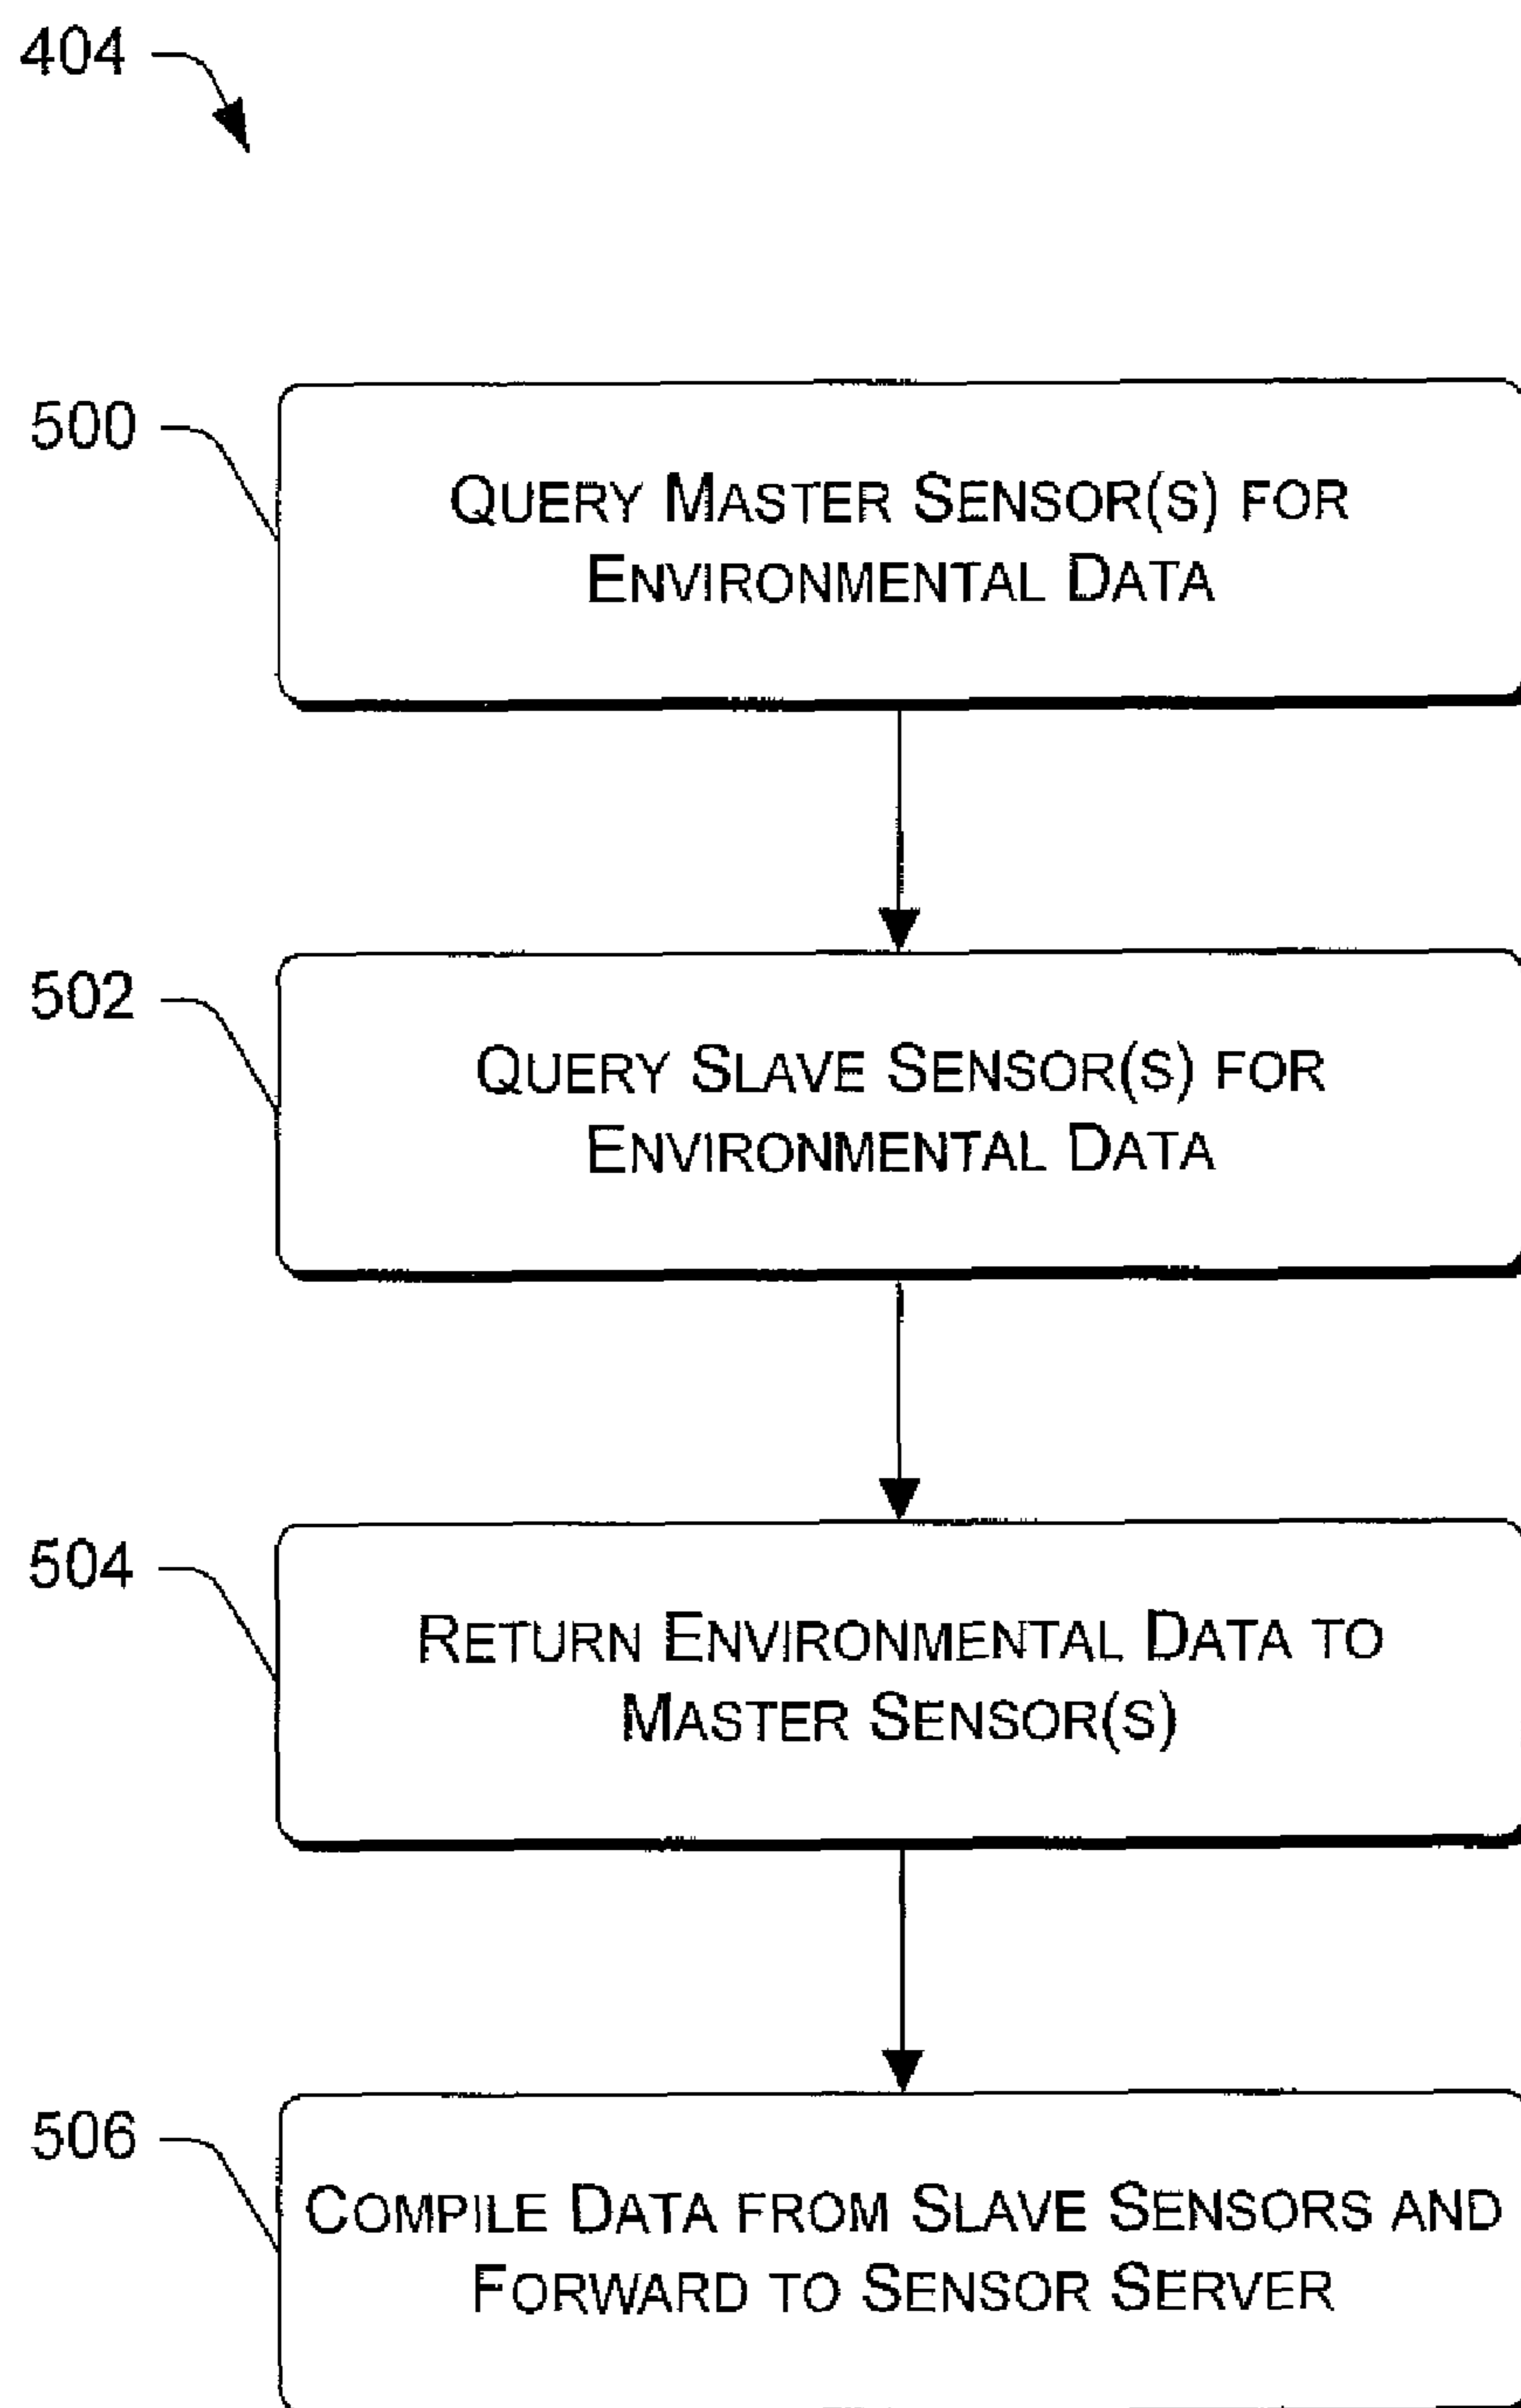 404
500
QUERY MASTER SENSOR(S) FOR
ENVIRONMENTAL DATA
502
QUERY SLAVE SENSOR(S) FOR
ENVIRONMENTAL DATA
504
RETURN ENVIRONMENTAL DATA TO
MASTER SENSOR(S)
506
COMPILE DATA FROM SLAVE SENSORS AND
FORWARD TO SENSOR SERVER